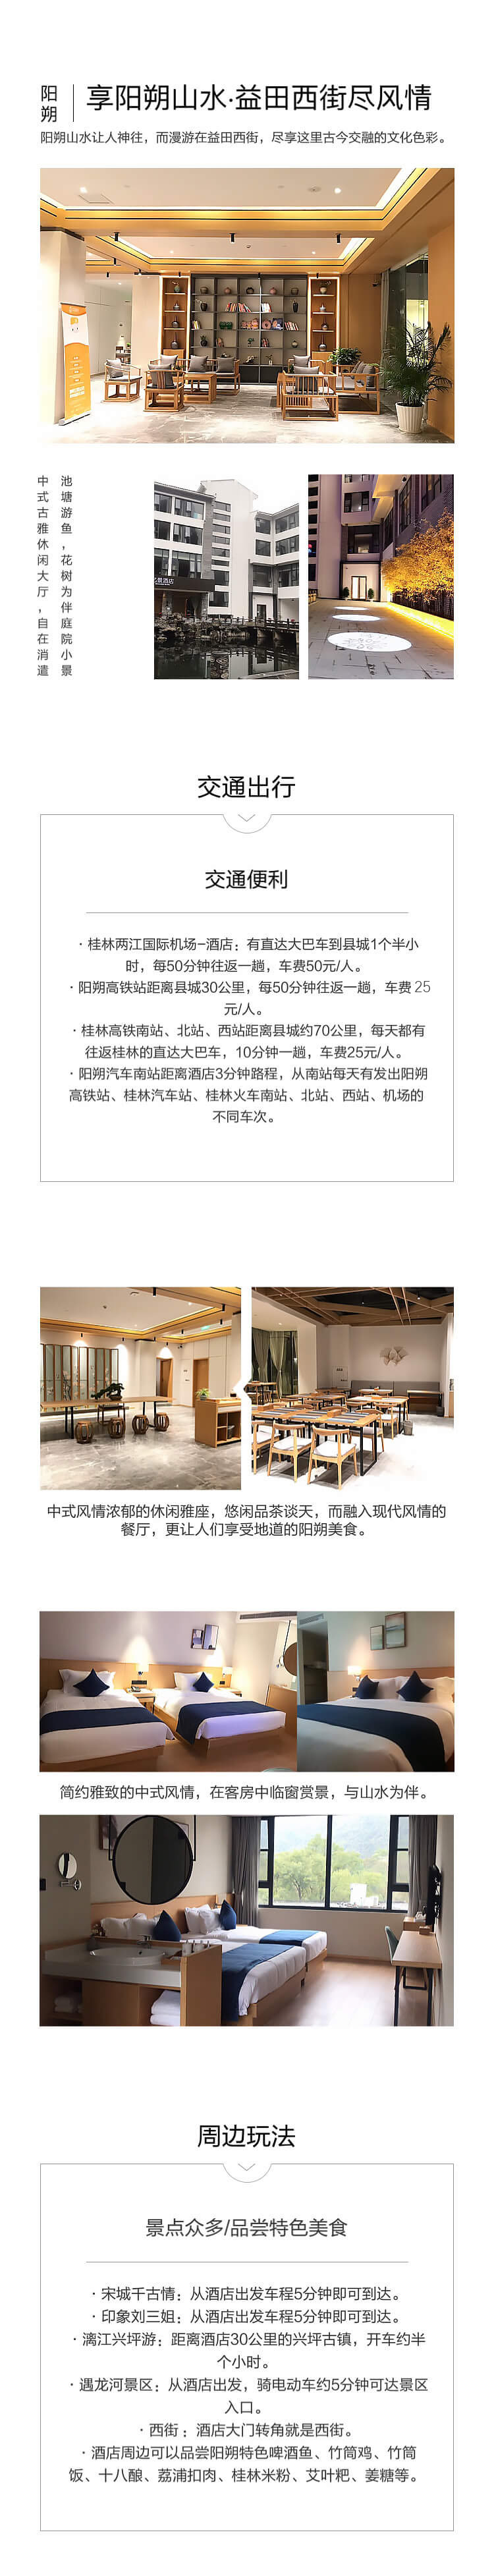 阳朔
享阳朔山水·益田西街尽风情
阳朔山水让人神往，而漫游在益田西街，尽享这里古今交融的文化色彩。
池塘游鱼，花树为伴庭院小景
中式古雅休闲大厅，自在消遣
景酒店
交通出行
交通便利
·桂林两江国际机场-酒店：有直达大巴车到县城1个半小
时，每50分钟往返一趟，车费50元/人。
·阳朔高铁站距离县城30公里，每50分钟往返一趟，车费 25
元/人。
·桂林高铁南站、北站、西站距离县城约70公里，每天都有
往返桂林的直达大巴车，10分钟一趟，车费25元/人。
·阳朔汽车南站距离酒店3分钟路程，从南站每天有发出阳朔
高铁站、桂林汽车站、桂林火车南站、北站、西站、机场的
不同车次。
中式风情浓郁的休闲雅座，悠闲品茶谈天，而融入现代风情的
餐厅，更让人们享受地道的阳朔美食。
简约雅致的中式风情，在客房中临窗赏景，与山水为伴。
周边玩法
景点众多/品尝特色美食
·宋城千古情：从酒店出发车程5分钟即可到达。
·印象刘三姐：从酒店出发车程5分钟即可到达。
·漓江兴坪游：距离酒店30公里的兴坪古镇，开车约半
个小时。
·遇龙河景区：从酒店出发，骑电动车约5分钟可达景区
入口。
·西街：酒店大门转角就是西街。
·酒店周边可以品尝阳朔特色啤酒鱼、竹筒鸡、竹筒
饭、十八酿、荔浦扣肉、桂林米粉、艾叶粑、姜糖等。